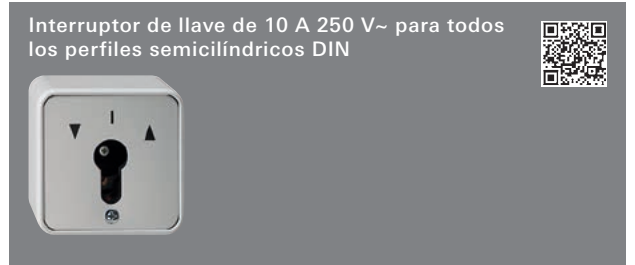 Interruptor de llave de 10 A 250 V~ para todos
los perfiles semicilíndricos DIN